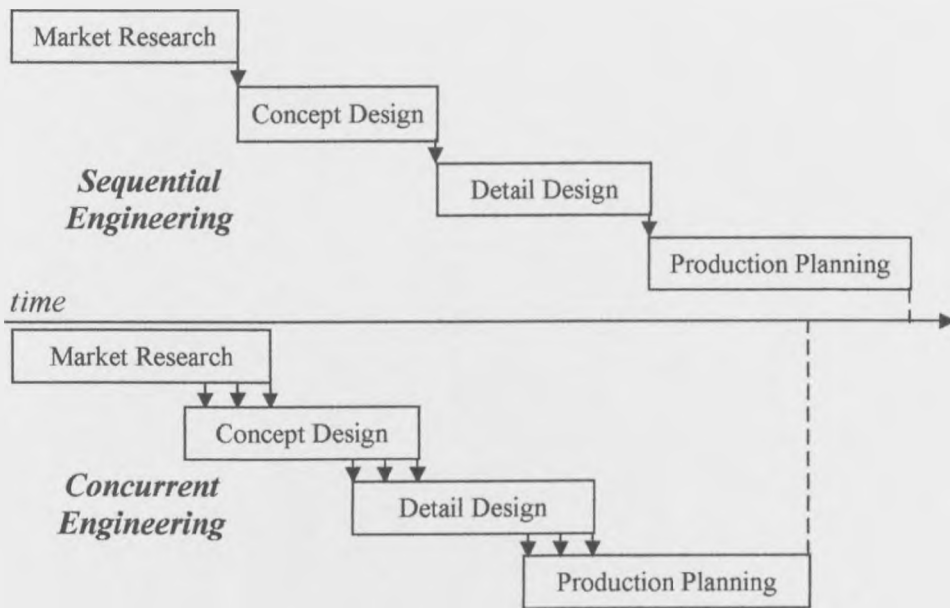 Market Research
Concept Design
Sequential
Engineering
Detail Design
Production Planning
time
Market Research
Concept Design
Concurrent
Engineering
Detail Design
Production Planning